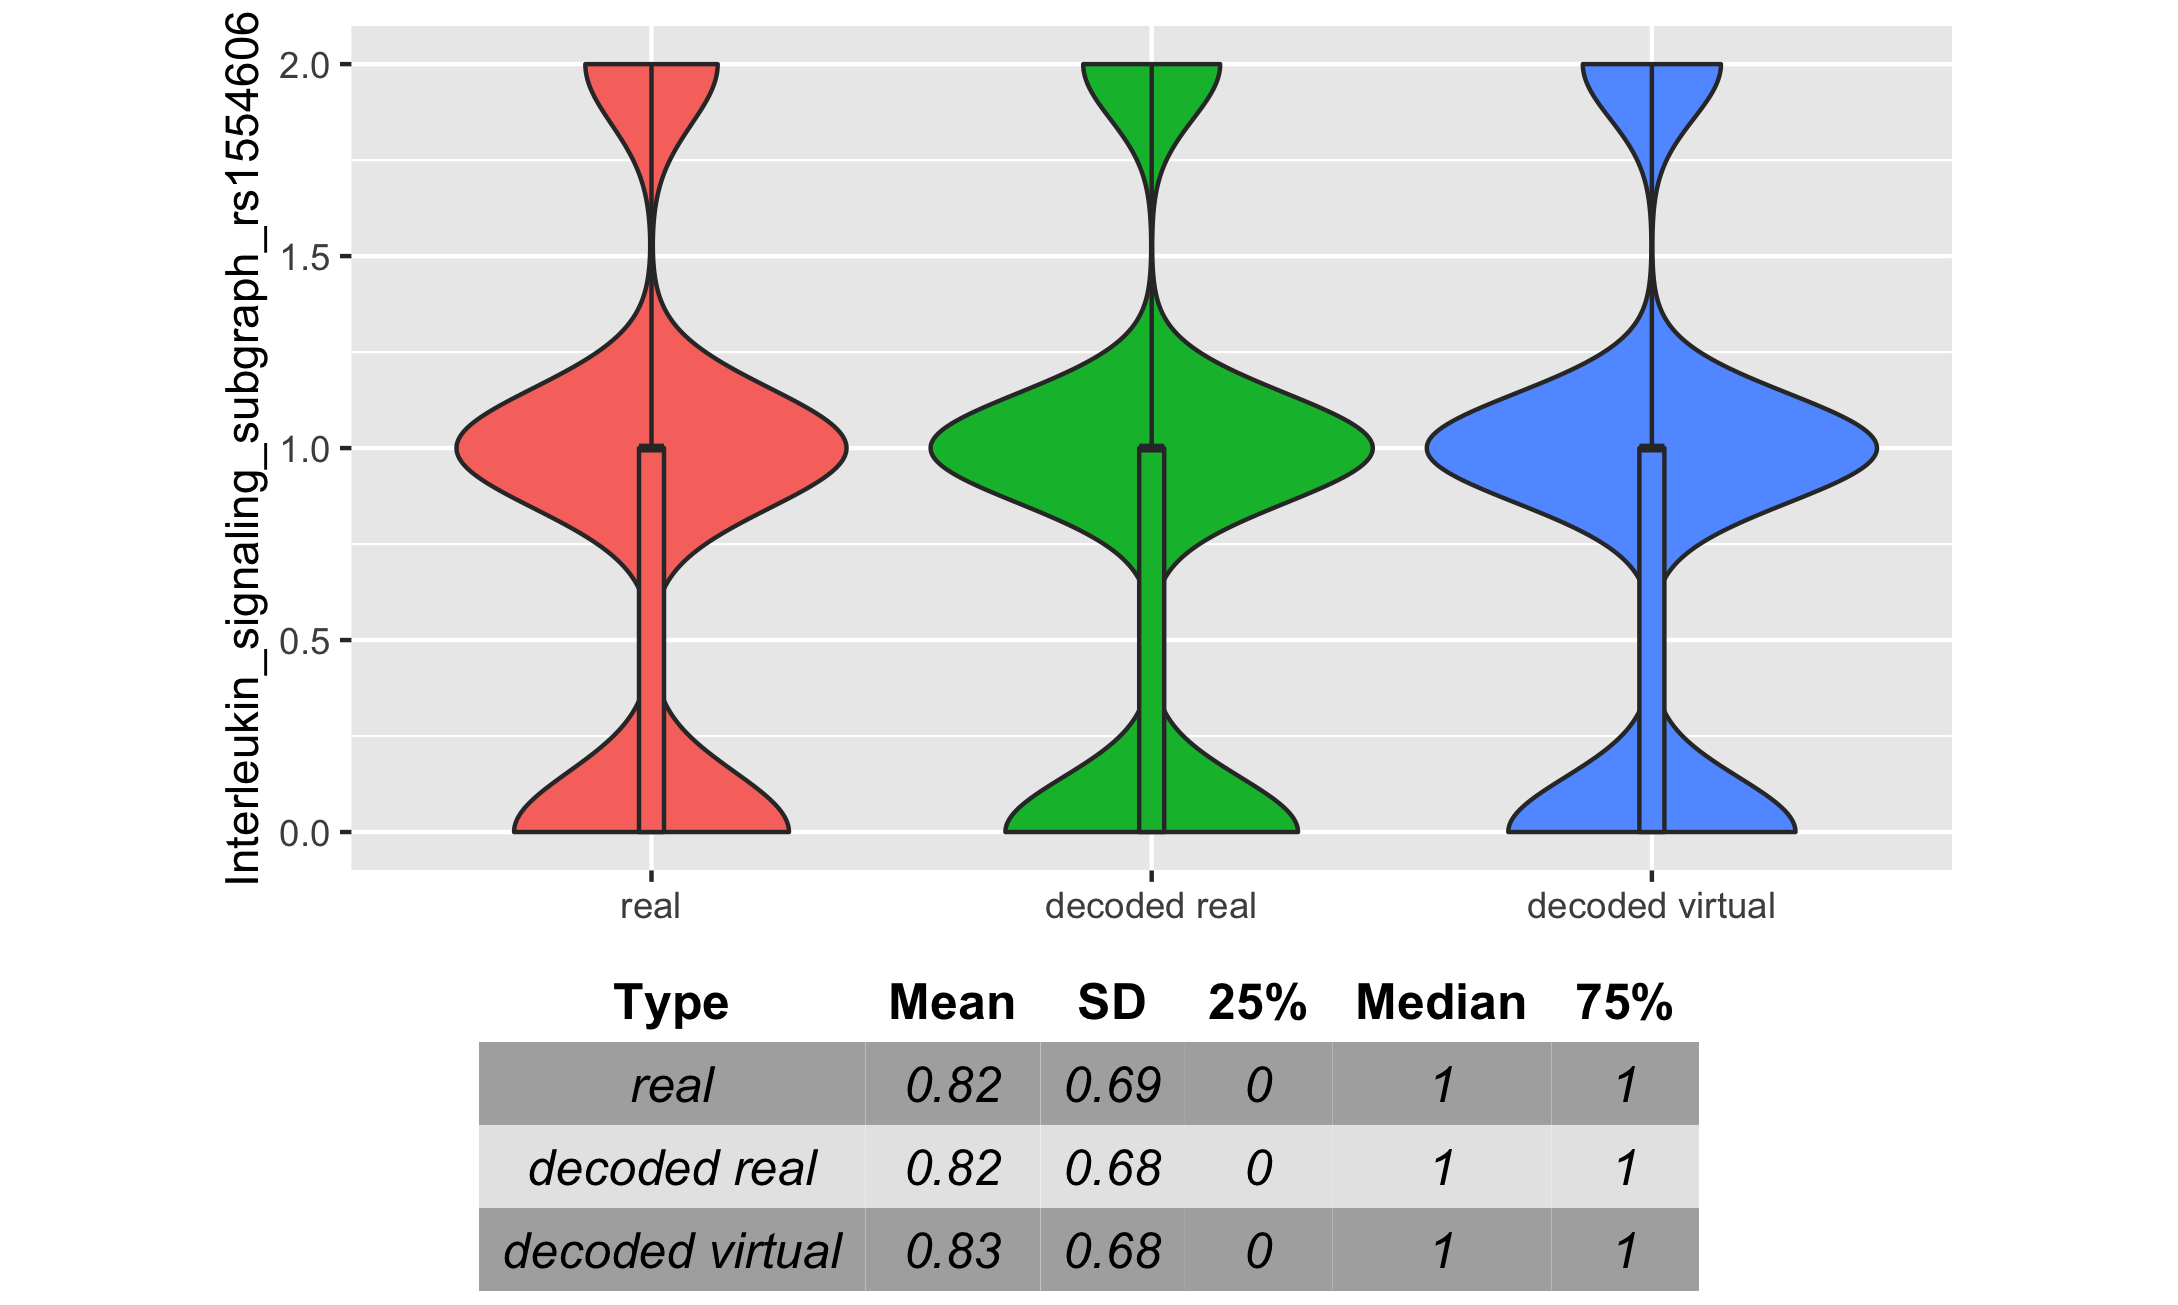 Interleukin_signaling_subgraph_rs1554606
2.0
1.5
1.0
0.5
0.0
real decoded real decoded virtual
Type Mean SD 25% Median 75%
real 0.82 0.69 0 1 1
decoded real 0.82 0.68 0 1 1
decoded virtual 0.83 0.68 0 1 1